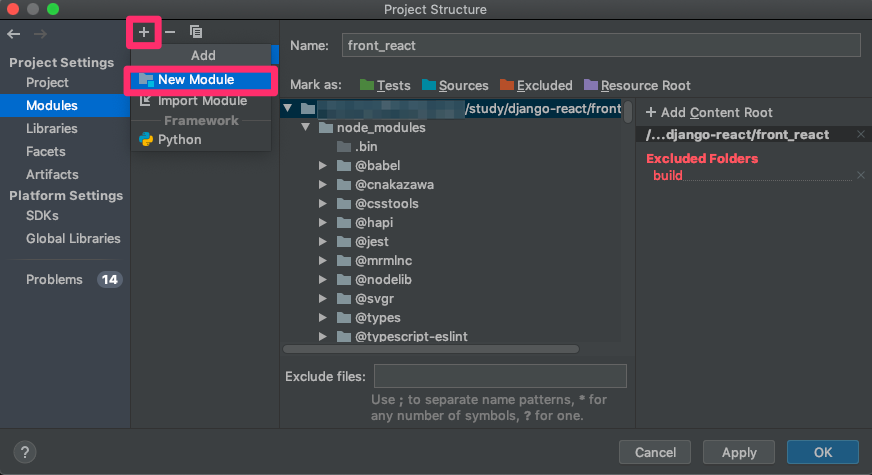 Project Structure
Project Settings
Project
Modules
Libraries
Facets
Artifacts
Platform Settings
SDKs
Global Libraries
Problems 14
Add
New Module
Import Module
Framework
Python
Name: front_react
Mark as: Tests Sources Excluded Resource Root
/study/django-react/front
node_modules
.bin
@babel
@cnakazawa
@csstools
@hapi
@jest
@mrmlnc
@nodelib
@svgr
@types
@typescript-eslint
Exclude files:
Use ; to separate name patterns, * for
any number of symbols, ? for one.
+ Add Content Root
/...django-react/front_react
Excluded Folders
build
?
Cancel
Apply
OK